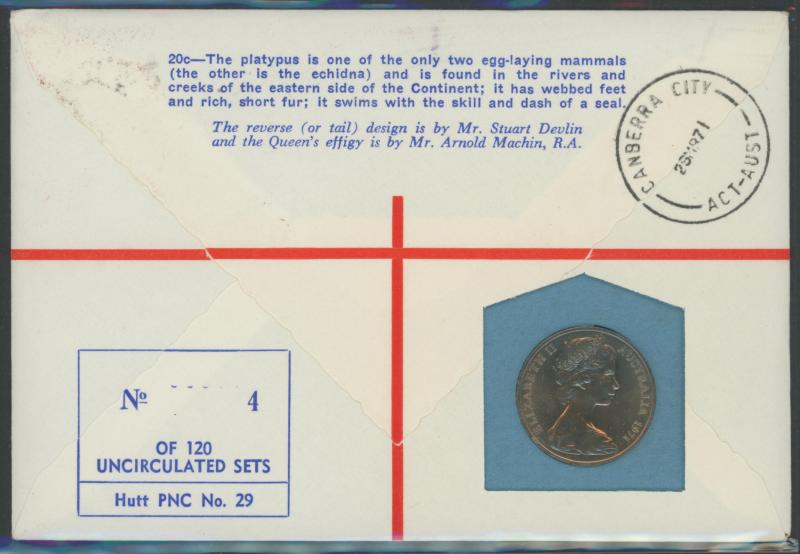 20c—The platypus is one of the only two egg-laying mammals
(the other is the echidna) and is found in the rivers and
creeks of the eastern side of the Continent; it has webbed feet
and rich, short fur; it swims with the skill and dash of a seal.
The reverse (or tail) design is by Mr. Stuart Devlin
and the Queen's effigy is by Mr. Arnold Machin, R.A.
CANBERRA CITY
ACT-AUST
No 4
OF 120
UNCIRCULATED SETS
Hutt PNC No. 29
ELIZABETH II AUSTRALIA 1971